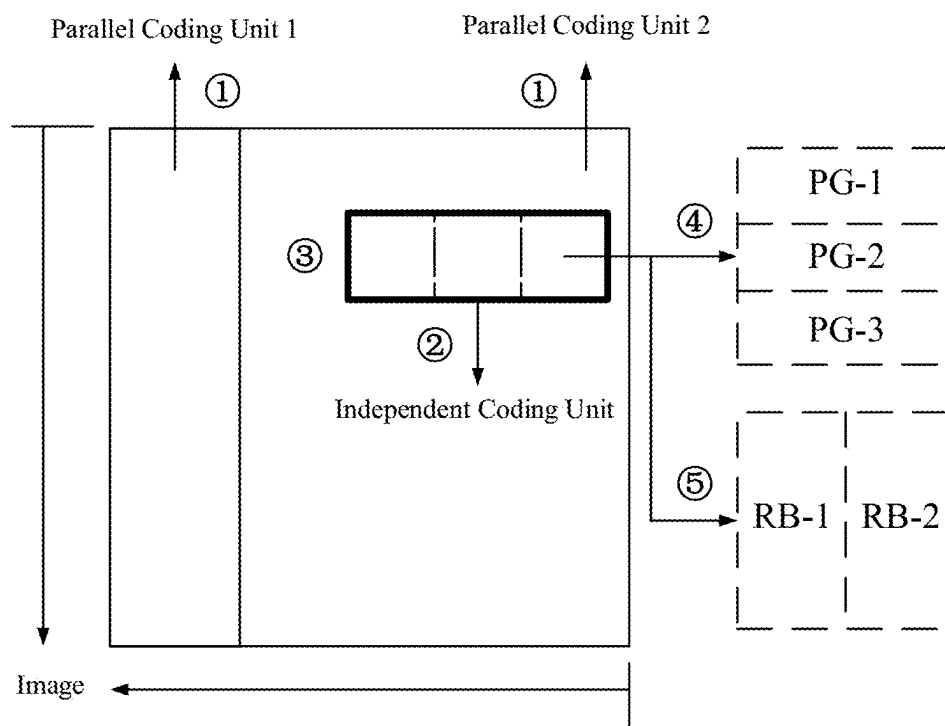 Parallel Coding Unit 1
Parallel Coding Unit 2
①
①
PG-1
④
③
PG-2
②
PG-3
Independent Coding Unit
⑤
RB-1
RB-2
Image